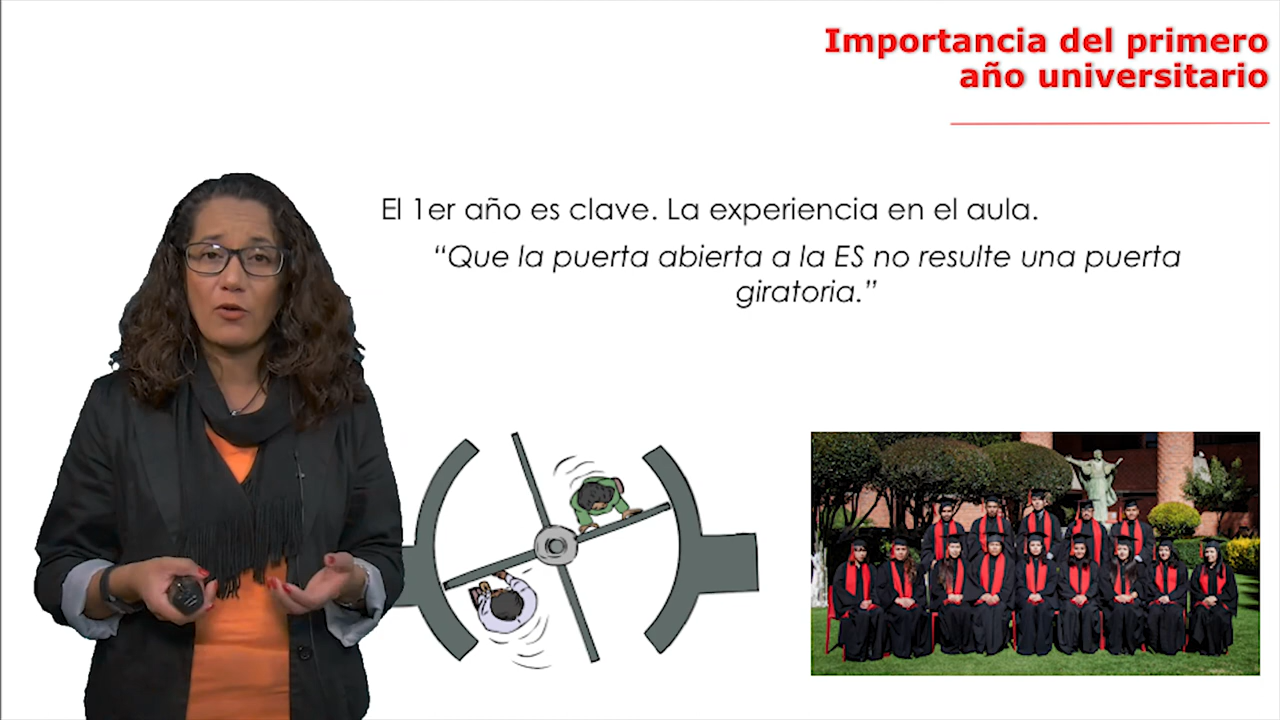 Importancia del primero
año universitario
El 1er año es clave. La experiencia en el aula.
“Que la puerta abierta a la ES no resulte una puerta
giratoria.”